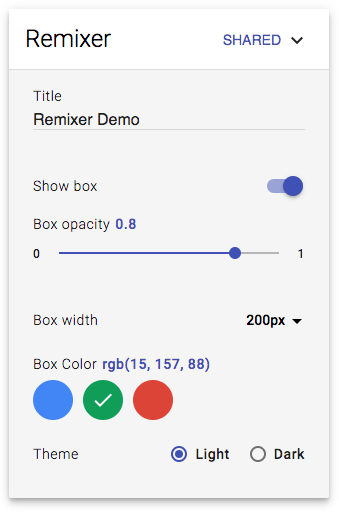 Remixer SHARED
Title
Remixer Demo
Show box
Box opacity 0.8
0 1
Box width 200px
Box Color rgb(15, 157, 88)
Theme Light Dark